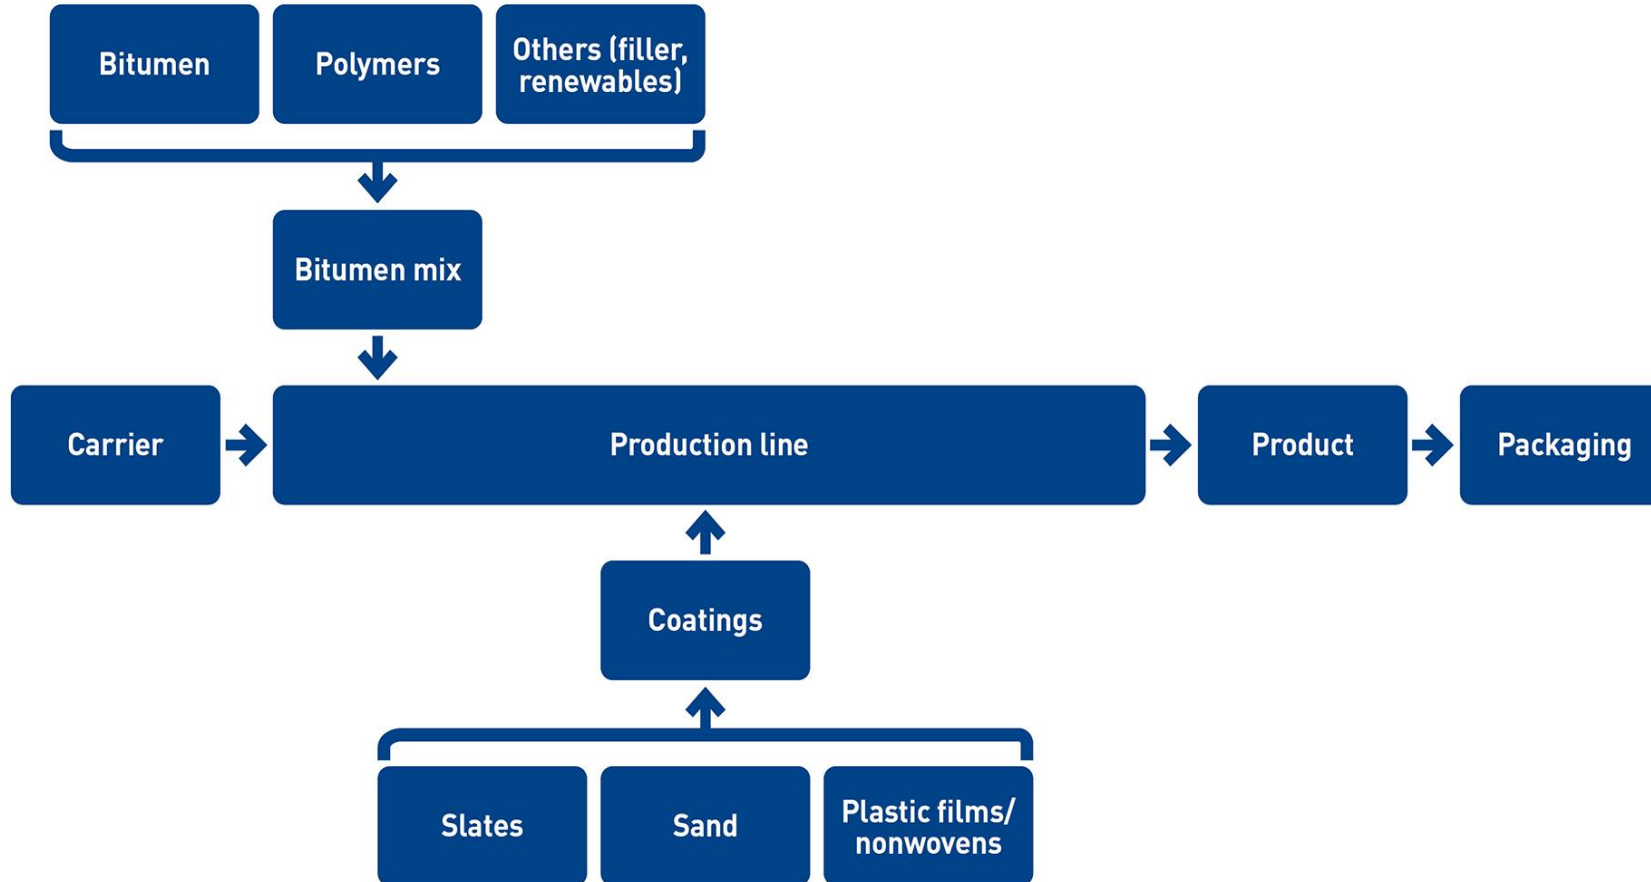 Bitumen
Polymers
Others (filler,
renewables)
Bitumen mix
Carrier
Production line
Product
Packaging
Coatings
Slates
Sand
Plastic films/
nonwovens